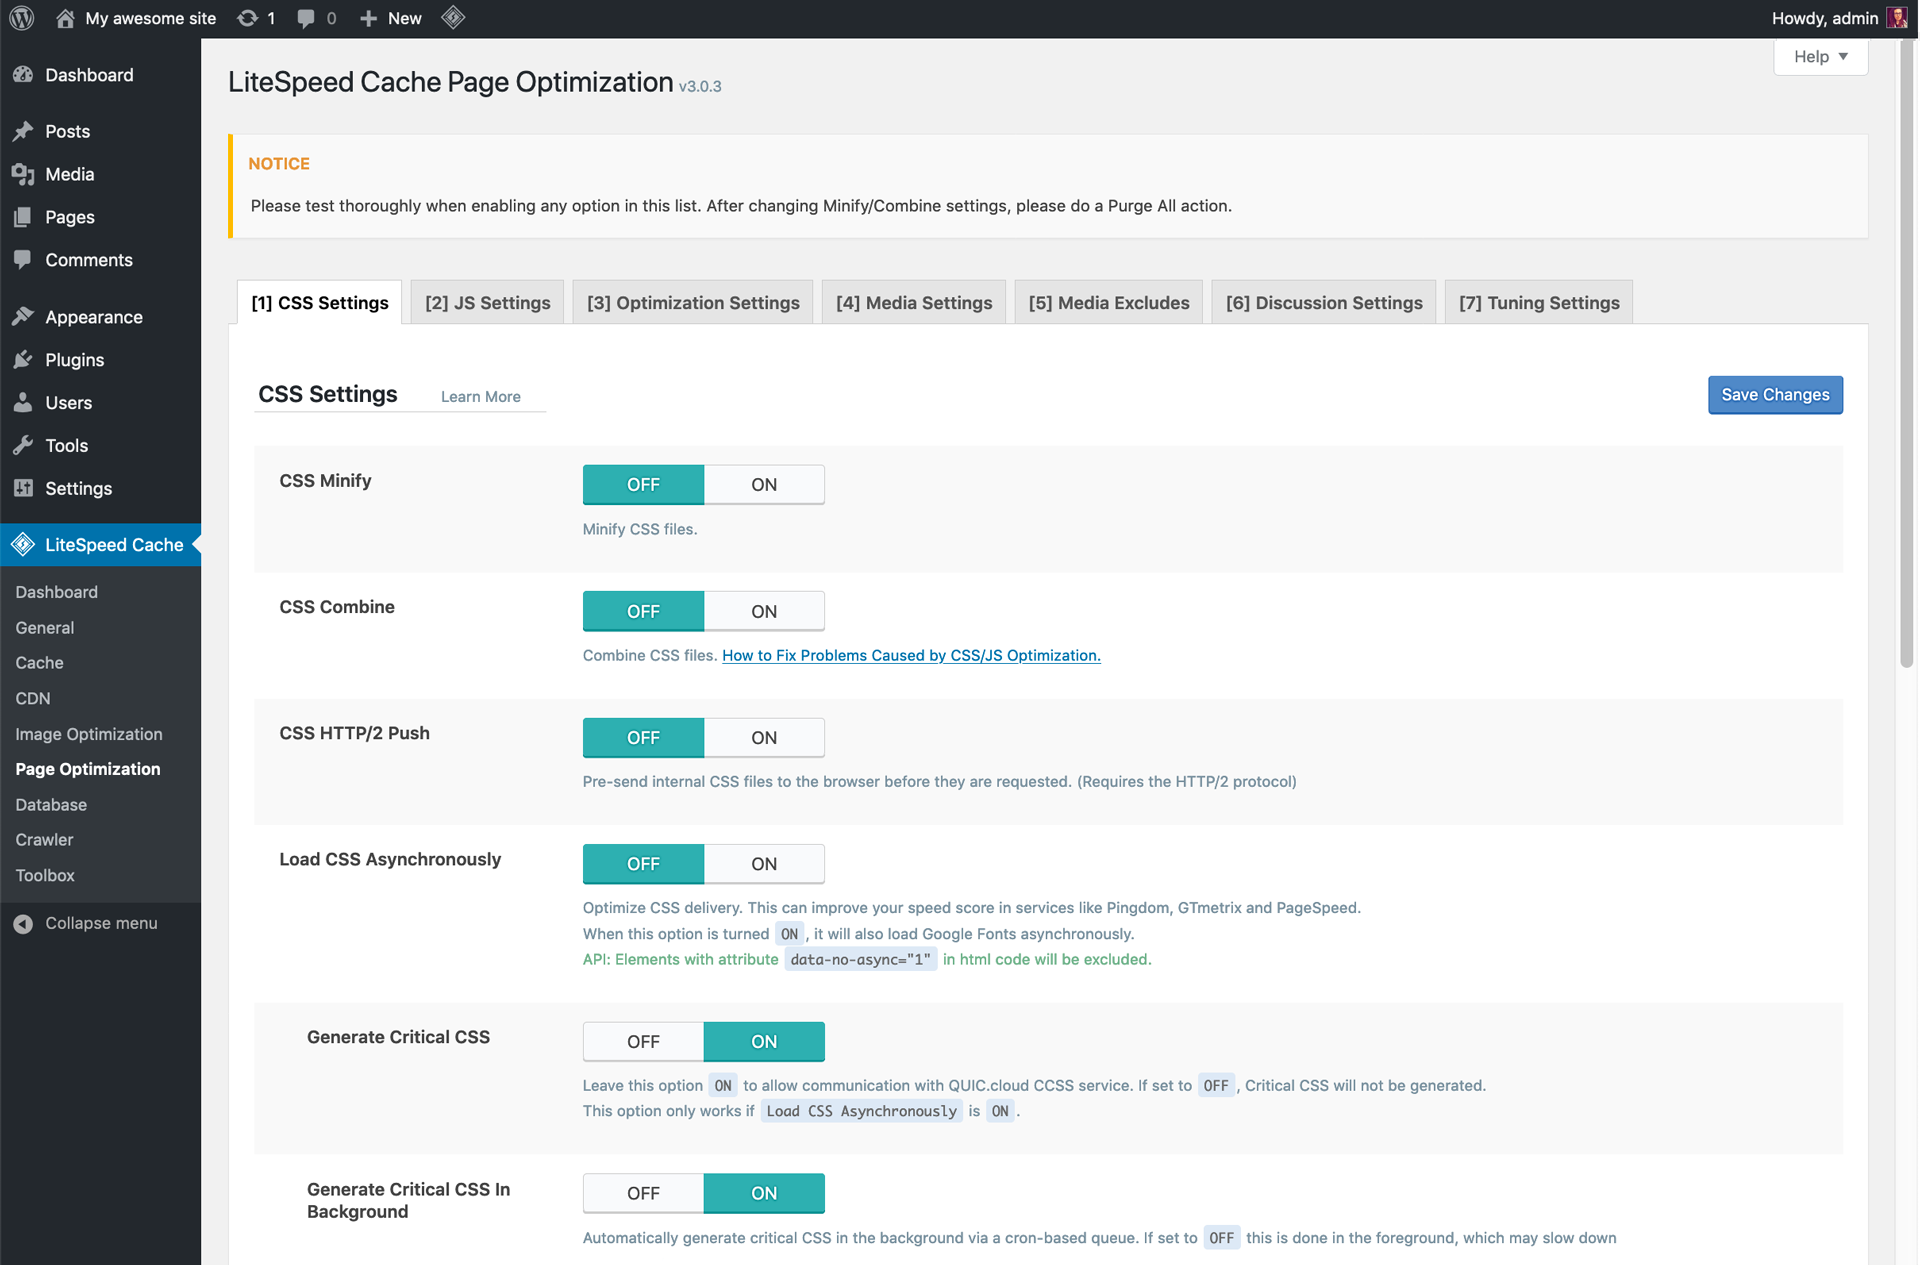 My awesome site 1 0 New Howdy, admin
Help
Dashboard
Posts
Media
Pages
Comments
Appearance
Plugins
Users
Tools
Settings
LiteSpeed Cache
Dashboard
General
Cache
CDN
Image Optimization
Page Optimization
Database
Crawler
Toolbox
Collapse menu
LiteSpeed Cache Page Optimization v3.0.3
NOTICE
Please test thoroughly when enabling any option in this list. After changing Minify/Combine settings, please do a Purge All action.
[1] CSS Settings [2] JS Settings [3] Optimization Settings [4] Media Settings [5] Media Excludes [6] Discussion Settings [7] Tuning Settings
CSS Settings Learn More Save Changes
CSS Minify OFF ON
Minify CSS files.
CSS Combine OFF ON
Combine CSS files. How to Fix Problems Caused by CSS/JS Optimization.
CSS HTTP/2 Push OFF ON
Pre-send internal CSS files to the browser before they are requested. (Requires the HTTP/2 protocol)
Load CSS Asynchronously OFF ON
Optimize CSS delivery. This can improve your speed score in services like Pingdom, GTmetrix and PageSpeed.
When this option is turned ON , it will also load Google Fonts asynchronously.
API: Elements with attribute data-no-async="1" in html code will be excluded.
Generate Critical CSS OFF ON
Leave this option ON to allow communication with QUIC.cloud CCSS service. If set to OFF , Critical CSS will not be generated.
This option only works if Load CSS Asynchronously is ON .
Generate Critical CSS In Background OFF ON
Automatically generate critical CSS in the background via a cron-based queue. If set to OFF this is done in the foreground, which may slow down